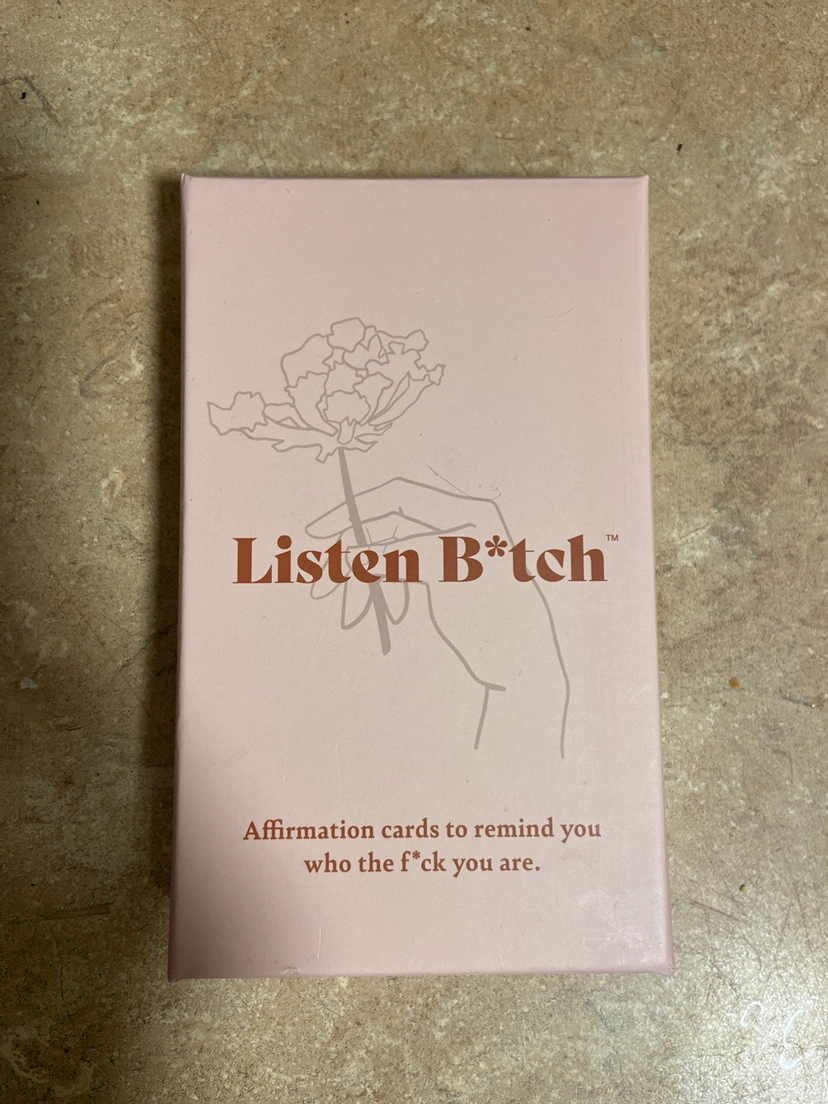 Listen B*tch™
Affirmation cards to remind you
who the f*ck you are.